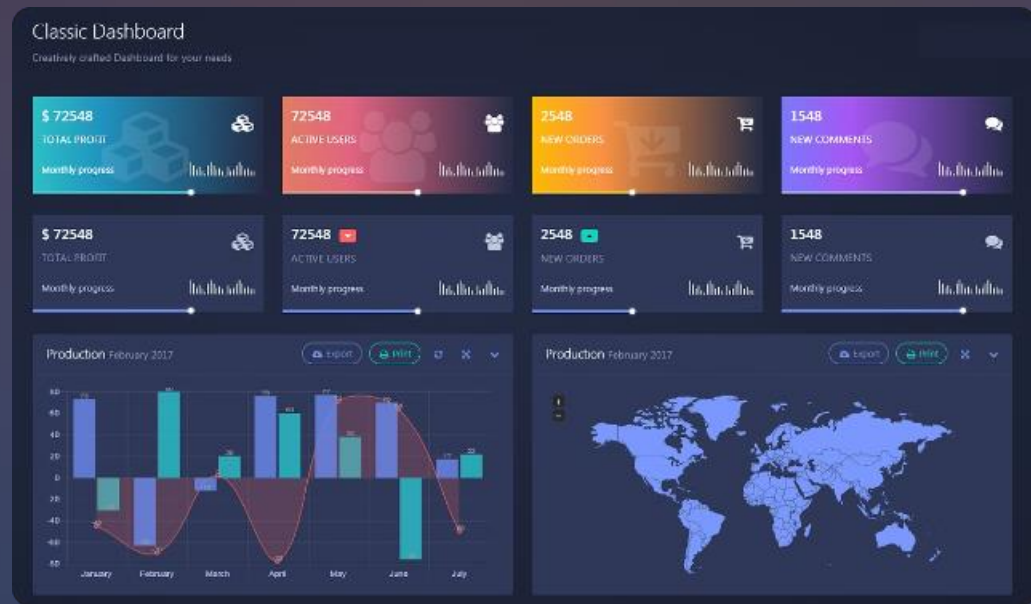 Classic Dashboard
Creatively crafted Dashboard for your needs
$ 72548
TOTAL PROFIT
Monthly progress
72548
ACTIVE USERS
Monthly progress
2548
NEW ORDERS
Monthly progress
1548
NEW COMMENTS
Monthly progress
$ 72548
TOTAL PROFIT
Monthly progress
72548
ACTIVE USERS
Monthly progress
2548
NEW ORDERS
Monthly progress
1548
NEW COMMENTS
Monthly progress
Production February 2017
Export
Print
80
60
40
20
0
20
-40
-60
-80
January February March April May June July
Production February 2017
Export
Print